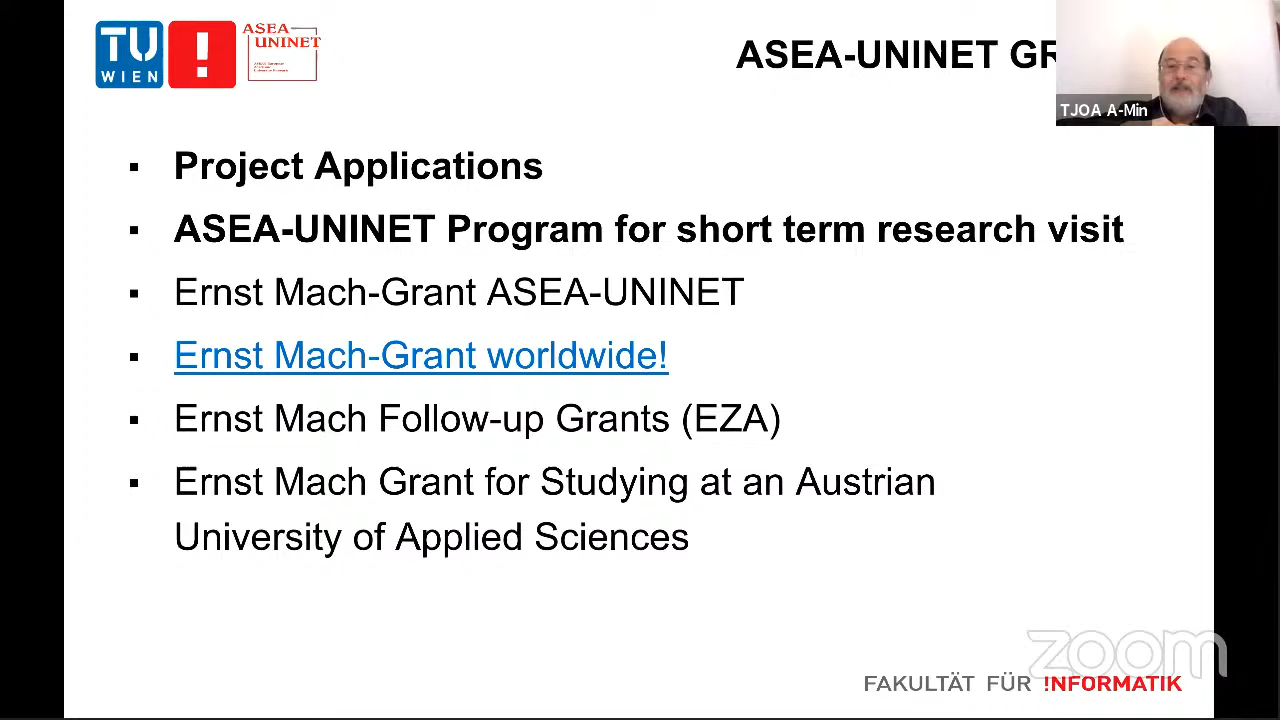 TU
WIEN
!
ASEA
UNINET
ASEA-UNINET GR
TJOA A-Min
▪ Project Applications
▪ ASEA-UNINET Program for short term research visit
▪ Ernst Mach-Grant ASEA-UNINET
▪ Ernst Mach-Grant worldwide!
▪ Ernst Mach Follow-up Grants (EZA)
▪ Ernst Mach Grant for Studying at an Austrian
University of Applied Sciences
zoom
FAKULTÄT FÜR !NFORMATIK